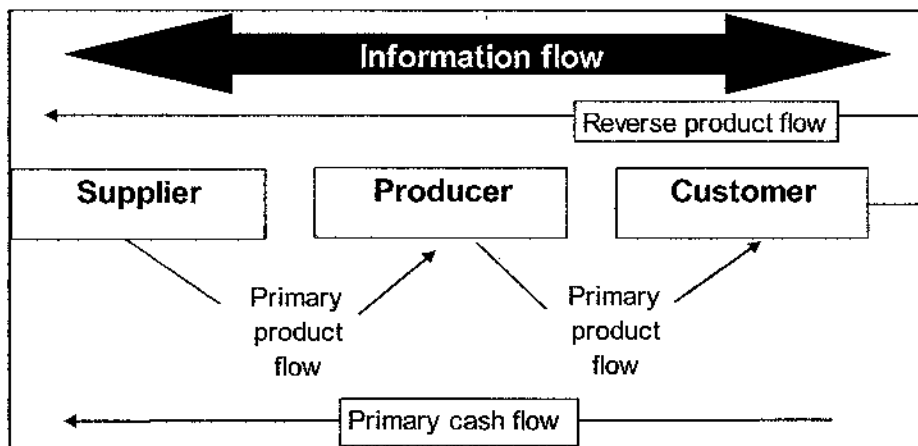 Information flow
Reverse product flow
Supplier
Producer
Customer
Primary
product
flow
Primary
product
flow
Primary cash flow